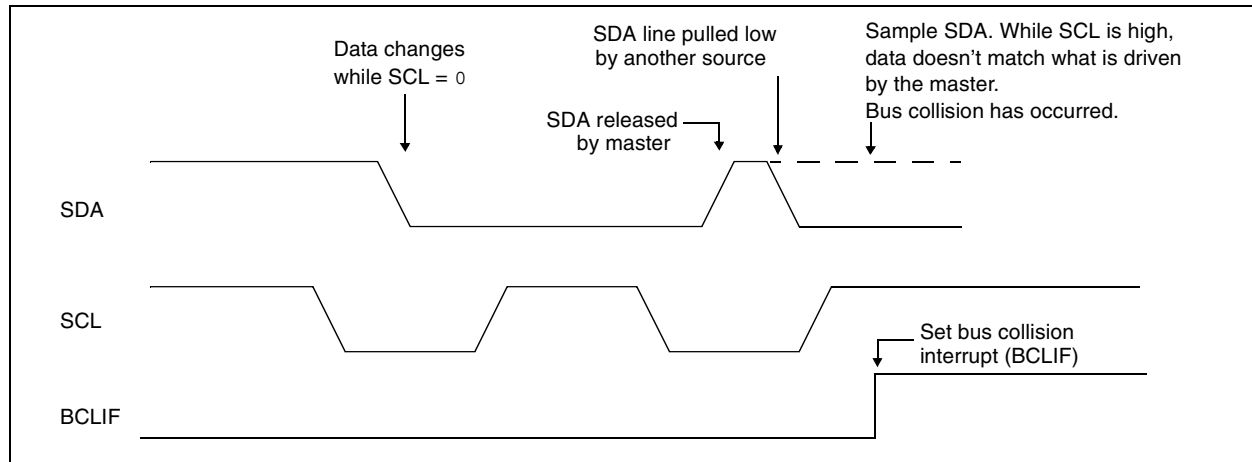 Data changes
while SCL = 0
SDA line pulled low
by another source
Sample SDA. While SCL is high,
data doesn't match what is driven
by the master.
Bus collision has occurred.
SDA released
by master
SDA
SCL
Set bus collision
interrupt (BCLIF)
BCLIF